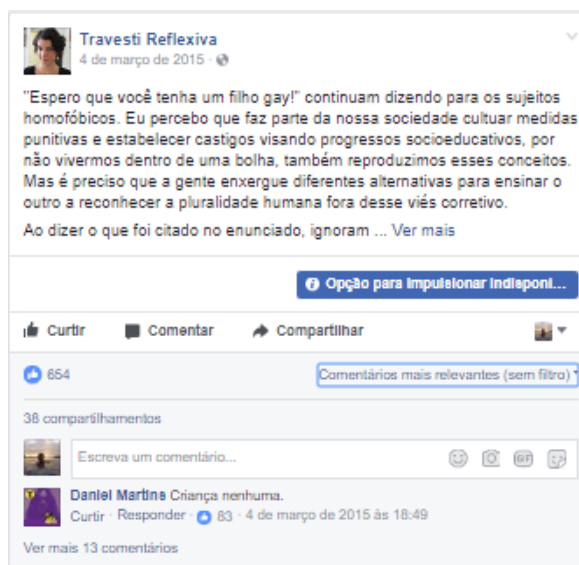 Travesti Reflexiva
4 de março de 2015 ·
"Espero que você tenha um filho gay!" continuam dizendo para os sujeitos
homofóbicos. Eu percebo que faz parte da nossa sociedade cultuar medidas
punitivas e estabelecer castigos visando progressos socioeducativos, por
não vivermos dentro de uma bolha, também reproduzimos esses conceitos.
Mas é preciso que a gente enxergue diferentes alternativas para ensinar o
outro a reconhecer a pluralidade humana fora desse viés corretivo.
Ao dizer o que foi citado no enunciado, ignoram ... Ver mais
Opção para impulsionar indisponí...
Curtir Comentar Compartilhar
654 Comentários mais relevantes (sem filtro)
38 compartilhamentos
Escreva um comentário... GIF
Daniel Martins Criança nenhuma.
Curtir · Responder · 83 · 4 de março de 2015 às 18:49
Ver mais 13 comentários